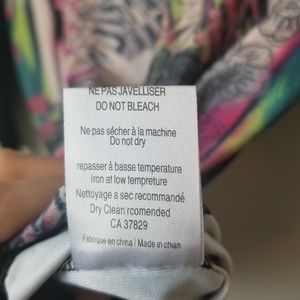 NE PAS JAVELLISER
DO NOT BLEACH
Ne pas sécher à la machine
Do not dry
repasser à basse temperature
Iron at low tempreture
Nettoyage a sec recommandé
Dry Clean rcomended
CA 37829
Fabrique en china / Made in chian